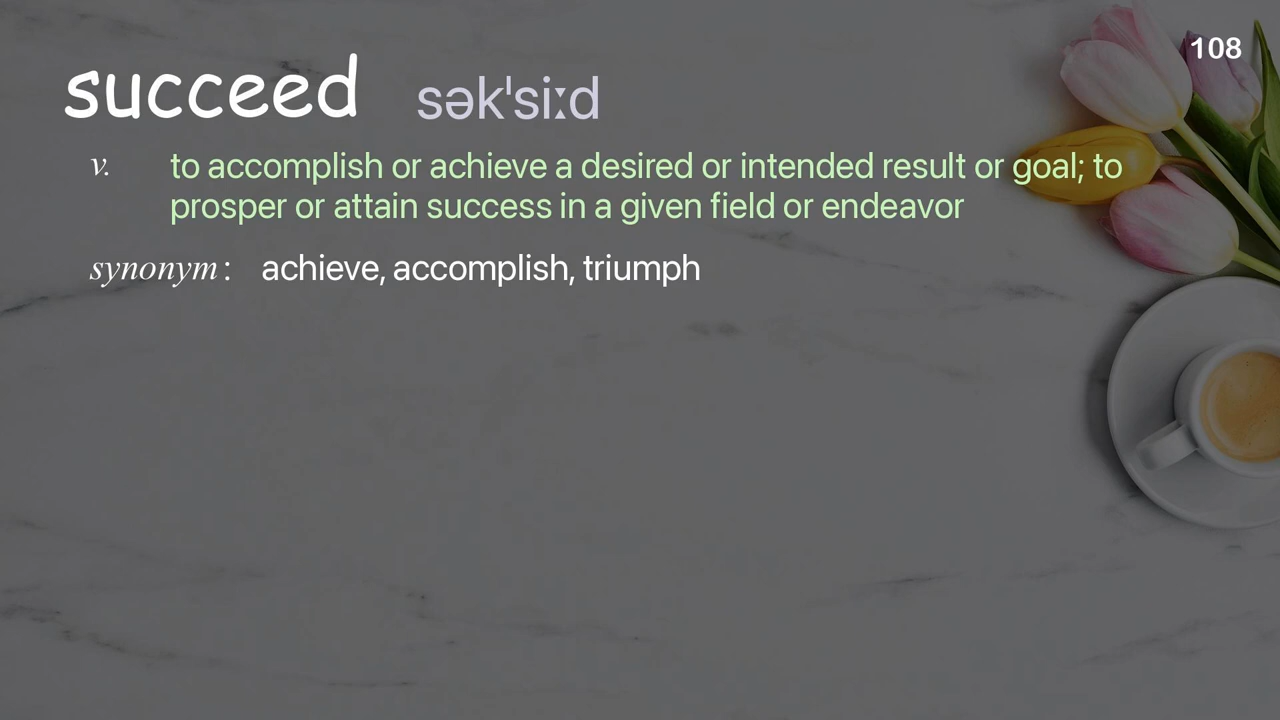 108
succeed səkˈsiːd
v. to accomplish or achieve a desired or intended result or goal; to
prosper or attain success in a given field or endeavor
synonym : achieve, accomplish, triumph